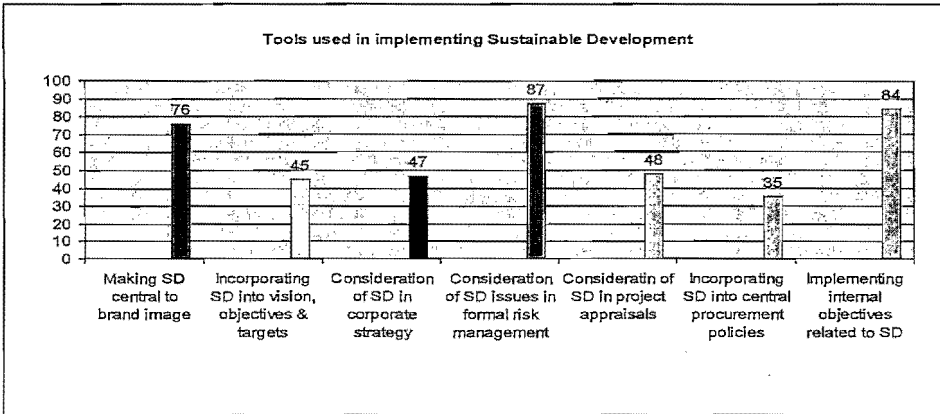 Tools used in implementing Sustainable Development
100
90
80
70
60
50
40
30
20
10
0
76
45
47
87
48
35
84
Making SD
central to
brand image
Incorporating
SD into vision,
objectives &
targets
Consideration
of SD in
corporate
strategy
Consideration
of SD issues in
formal risk
management
Consideratin of
SD in project
appraisals
Incorporating
SD into central
procurement
policies
Implementing
internal
objectives
related to SD